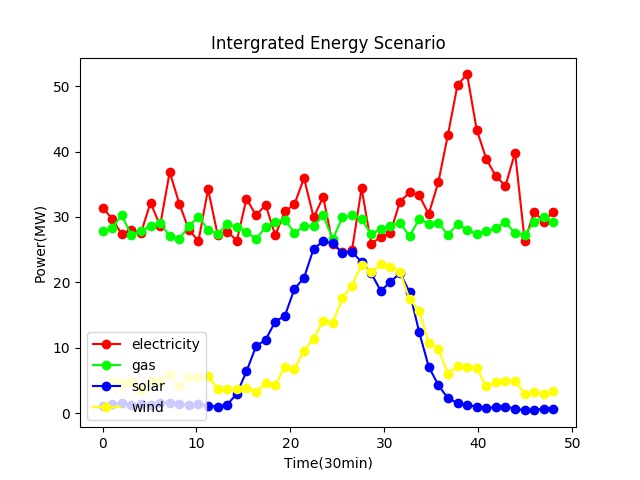 Intergrated Energy Scenario
Power(MW)
50
40
30
20
10
0
electricity
gas
solar
wind
0 10 20 30 40 50
Time(30min)